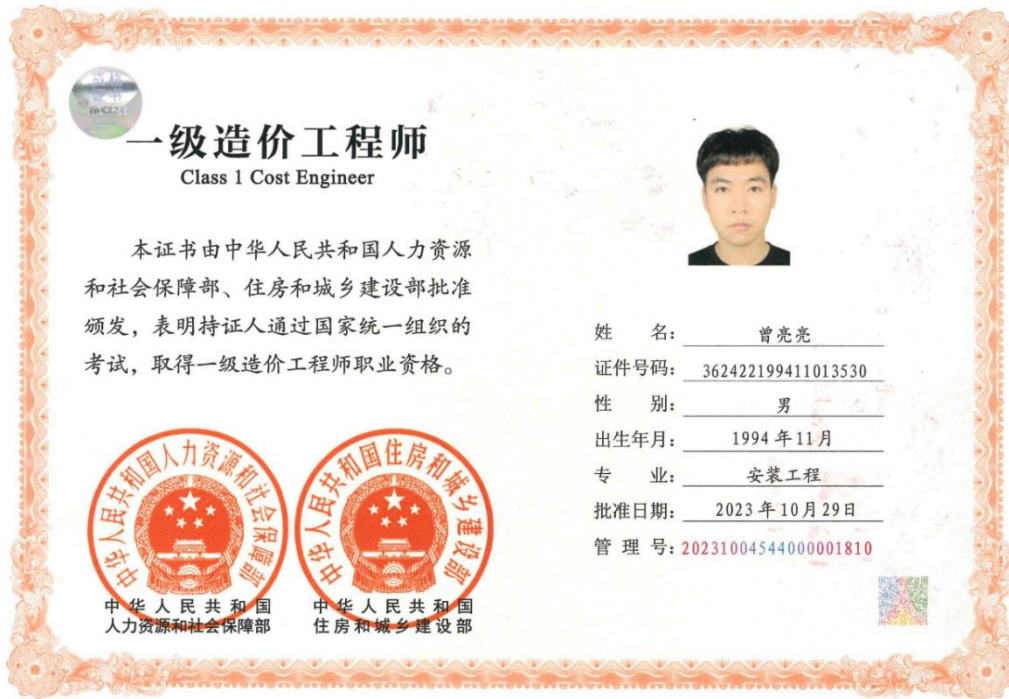 一级造价工程师
Class 1 Cost Engineer
本证书由中华人民共和国人力资源
和社会保障部、住房和城乡建设部批准
颁发，表明持证人通过国家统一组织的
考试，取得一级造价工程师职业资格。
中华人民共和国人力资源和社会保障部
中华人民共和国住房和城乡建设部
中华人民共和国
人力资源和社会保障部
中华人民共和国
住房和城乡建设部
姓　　名：曾亮亮
证件号码：362422199411013530
性　　别：男
出生年月：1994年11月
专　　业：安装工程
批准日期：2023年10月29日
管 理 号：20231004544000001810